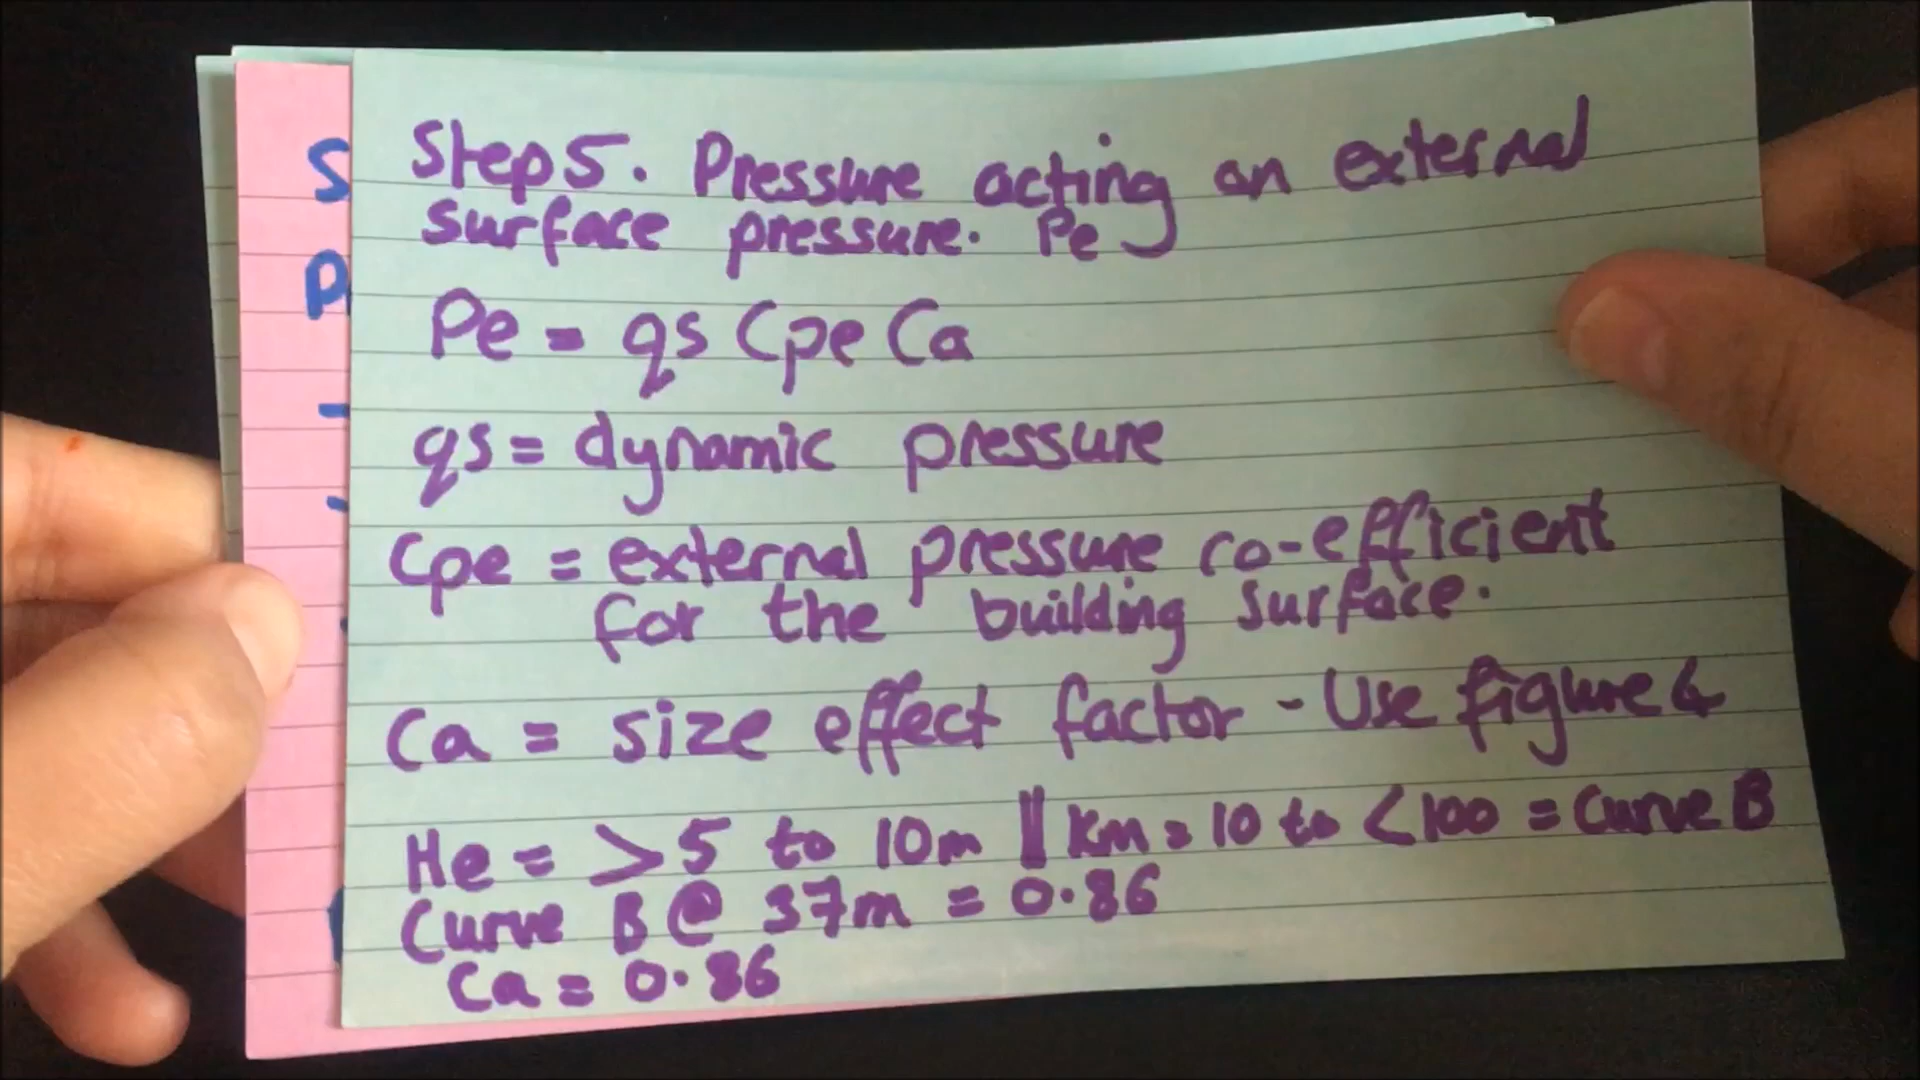 Step 5. Pressure acting on external
surface pressure. Pe
Pe = qs Cpe Ca
qs = dynamic pressure
Cpe = external pressure co-efficient
for the building surface.
Ca = size effect factor - Use figure 4
He = >5 to 10m || Km = 10 to <100 = Curve B
Curve B @ 37m = 0.86
Ca = 0.86
S
P